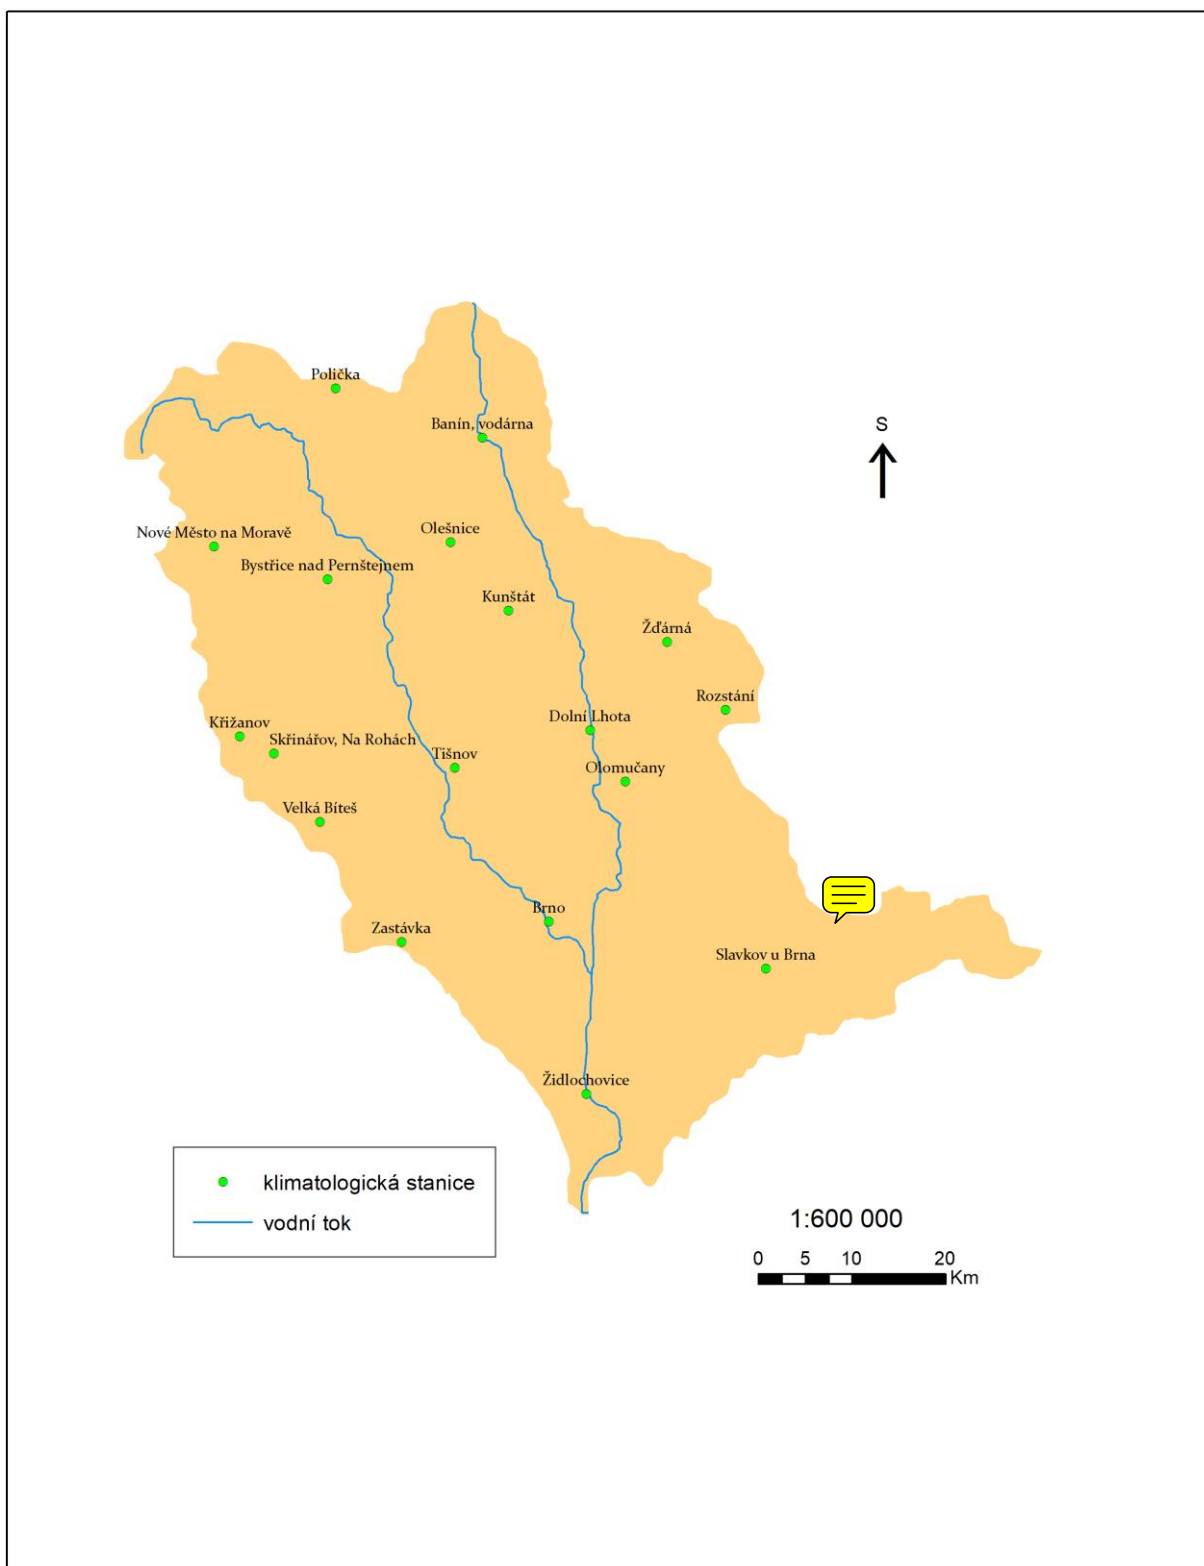 Polička
Banín, vodárna
S
Nové Město na Moravě
Olešnice
Bystřice nad Pernštejnem
Kunštát
Žďárná
Rozstání
Křižanov
Dolní Lhota
Skřinářov, Na Rohách
Tišnov
Olomučany
Velká Bíteš
Brno
Zastávka
Slavkov u Brna
Židlochovice
klimatologická stanice
vodní tok
1:600 000
0 5 10 20
Km